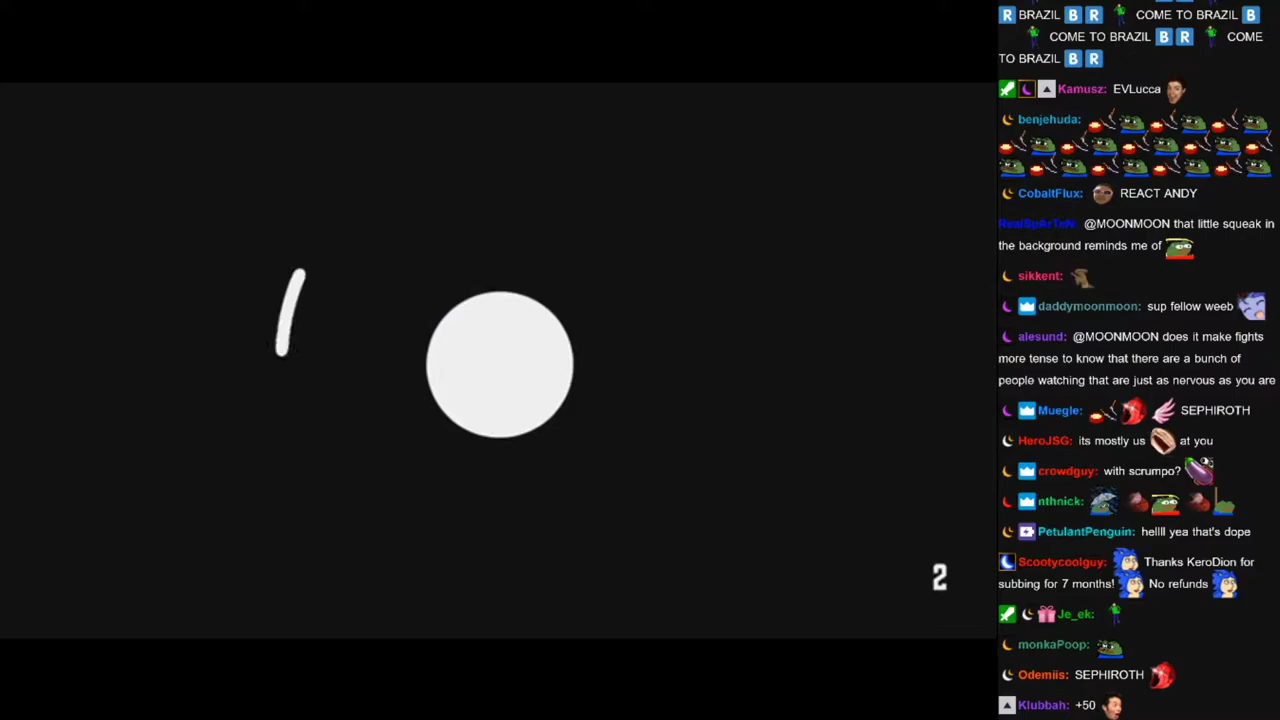 2
R BRAZIL B R COME TO BRAZIL B
COME TO BRAZIL B R COME
TO BRAZIL B R
Kamusz: EVLucca
benjehuda:
CobaltFlux: REACT ANDY
RealSpArTeN: @MOONMOON that little squeak in
the background reminds me of
sikkent:
daddymoonmoon: sup fellow weeb
alesund: @MOONMOON does it make fights
more tense to know that there are a bunch of
people watching that are just as nervous as you are
Muegle: SEPHIROTH
HeroJSG: its mostly us at you
crowdguy: with scrumpo?
nthnick:
PetulantPenguin: hellll yea that's dope
Scootycoolguy: Thanks KeroDion for
subbing for 7 months! No refunds
Je_ek:
monkaPoop:
Odemiis: SEPHIROTH
Klubbah: +50